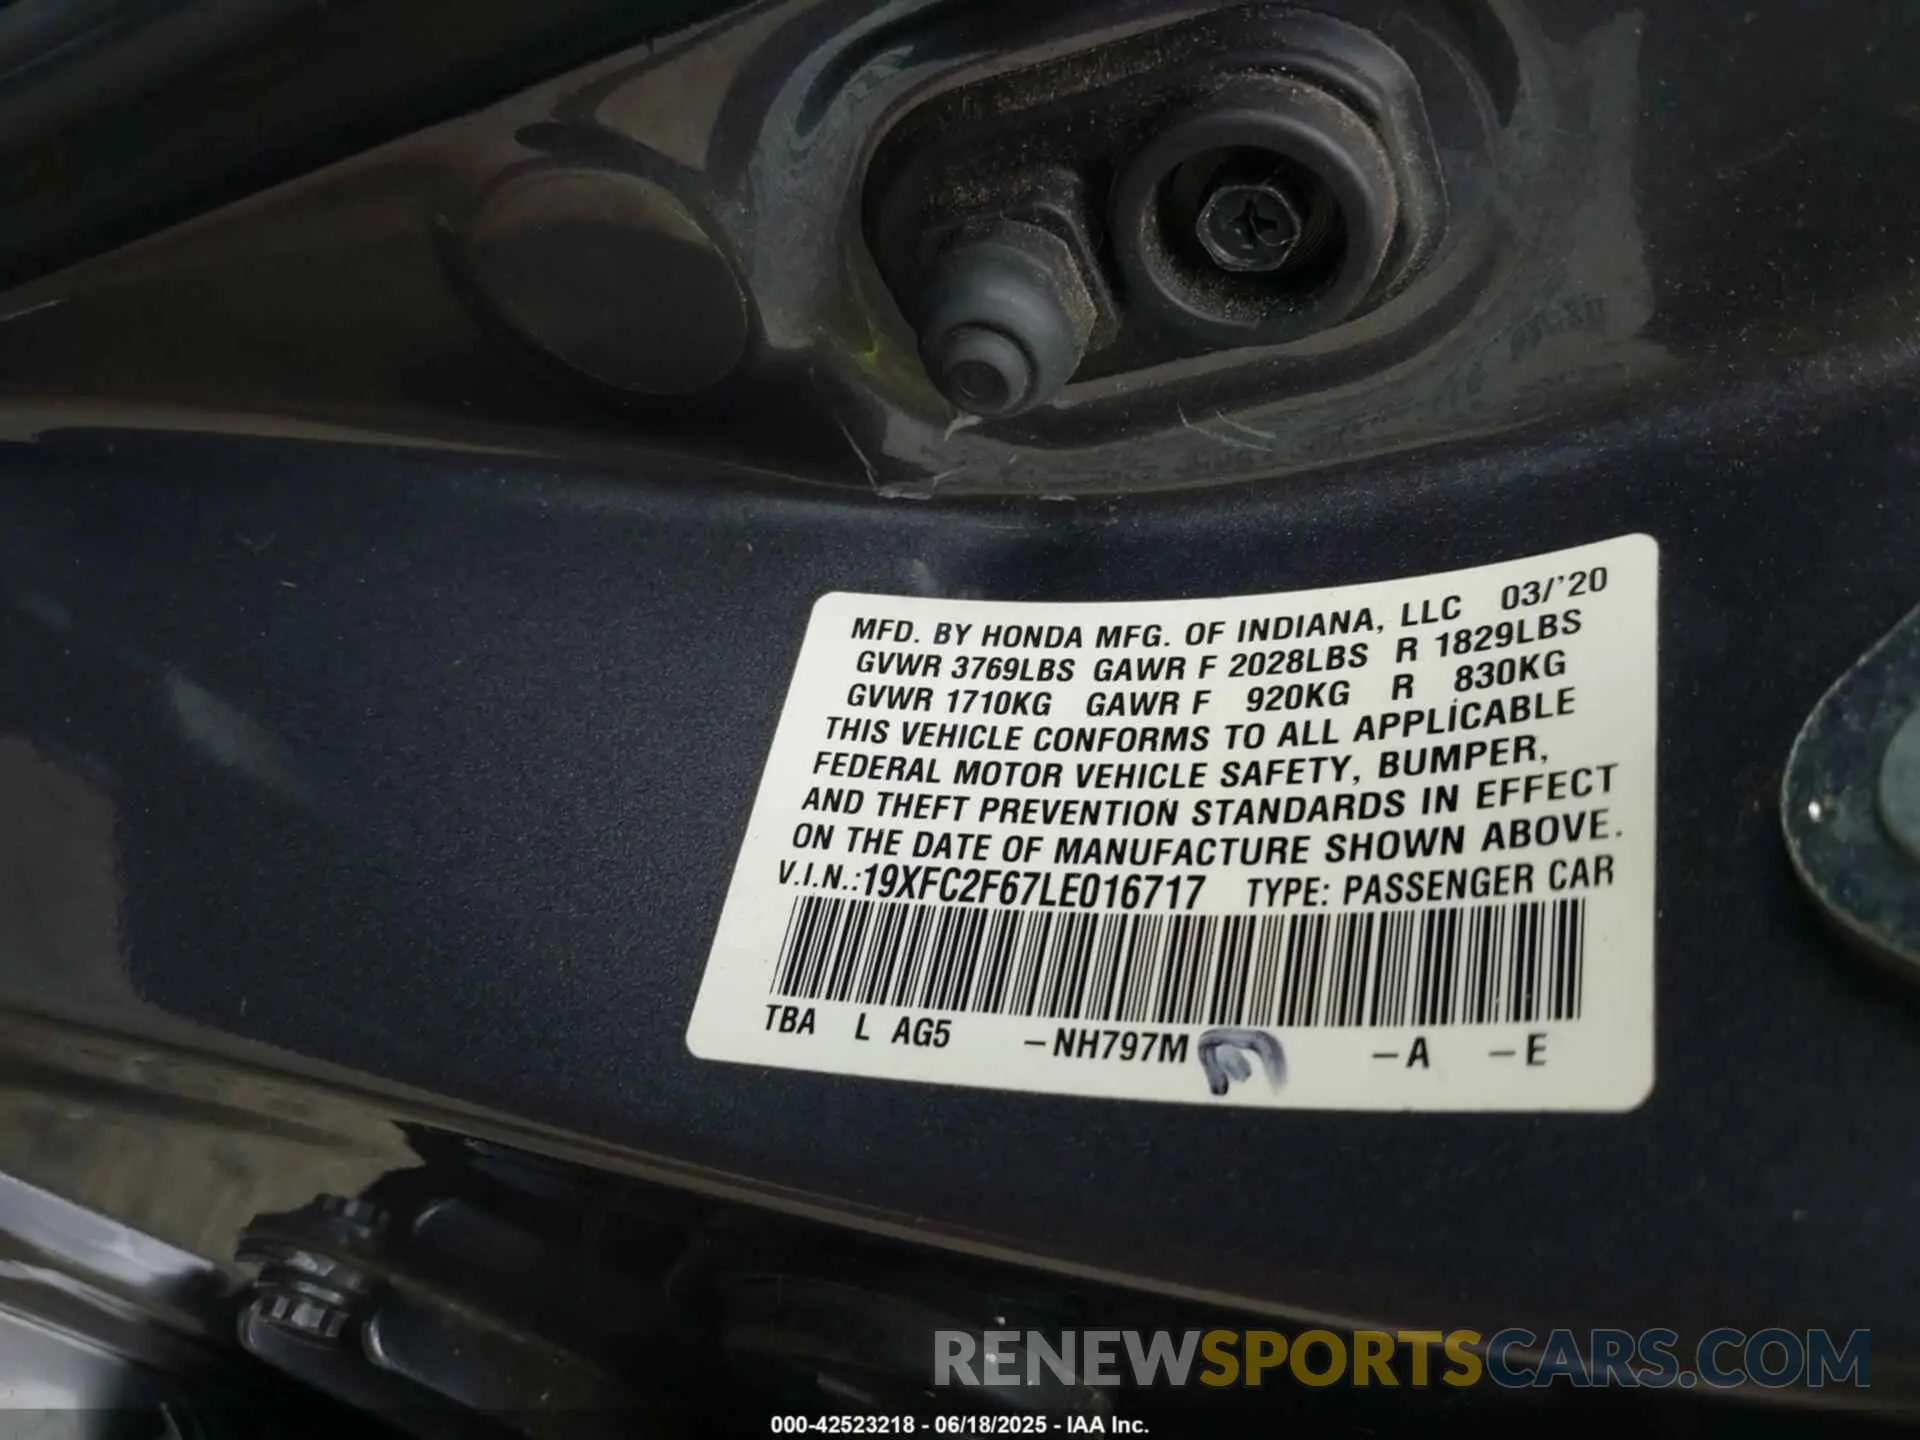 MFD. BY HONDA MFG. OF INDIANA, LLC 03/'20
GVWR 3769LBS GAWR F 2028LBS R 1829LBS
GVWR 1710KG GAWR F 920KG R 830KG
THIS VEHICLE CONFORMS TO ALL APPLICABLE
FEDERAL MOTOR VEHICLE SAFETY, BUMPER,
AND THEFT PREVENTION STANDARDS IN EFFECT
ON THE DATE OF MANUFACTURE SHOWN ABOVE.
V.I.N.:19XFC2F67LE016717 TYPE: PASSENGER CAR
TBA L AG5 -NH797M -A -E
RENEWSPORTSCARS.COM
000-42523218 - 06/18/2025 - IAA Inc.